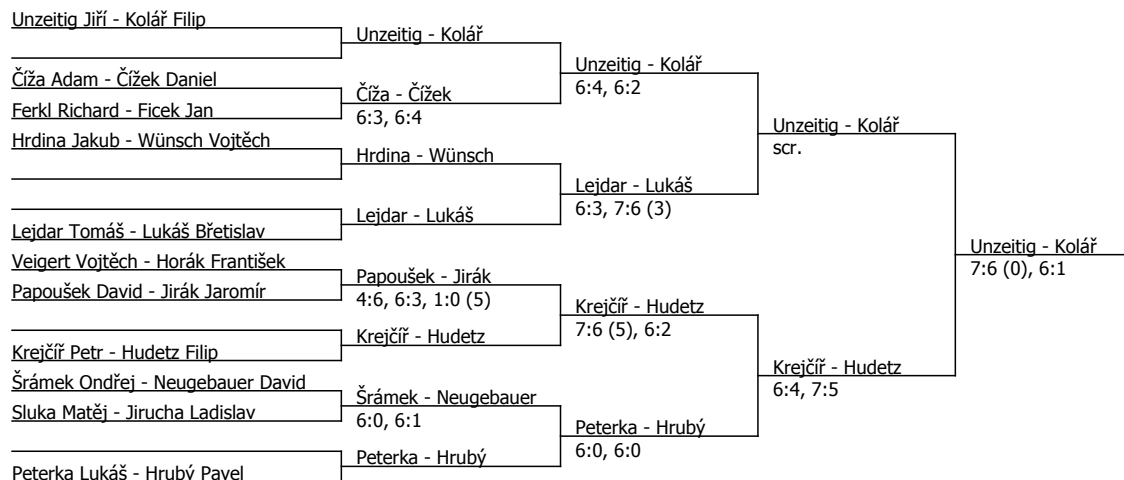 Unzeitig Jiří - Kolář Filip
Čížа Adam - Čížek Daniel
Ferkl Richard - Ficek Jan
Hrdina Jakub - Wünsch Vojtěch
Lejdar Tomáš - Lukáš Břetislav
Veigert Vojtěch - Horák František
Papoušek David - Jirák Jaromír
Krejčíř Petr - Hudetz Filip
Šrámek Ondřej - Neugebauer David
Sluka Matěj - Jirucha Ladislav
Peterka Lukáš - Hrubý Pavel
Unzeitig - Kolář
Číža - Čížek
6:3, 6:4
Hrdina - Wünsch
Lejdar - Lukáš
Papoušek - Jirák
4:6, 6:3, 1:0 (5)
Krejčíř - Hudetz
Šrámek - Neugebauer
6:0, 6:1
Peterka - Hrubý
Unzeitig - Kolář
6:4, 6:2
Lejdar - Lukáš
6:3, 7:6 (3)
Krejčíř - Hudetz
7:6 (5), 6:2
Peterka - Hrubý
6:0, 6:0
Unzeitig - Kolář
scr.
Krejčíř - Hudetz
6:4, 7:5
Unzeitig - Kolář
7:6 (0), 6:1